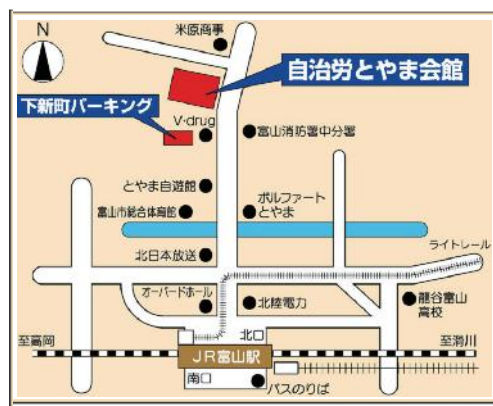 N
米原商事
自治労とやま会館
下新町パーキング
V・drug
富山消防署中分署
とやま自遊館
ボルファート
とやま
富山市総合体育館
北日本放送
ライトレール
オーバードホール
北陸電力
龍谷富山
高校
北口
至高岡
至滑川
JR富山駅
南口
バスのりば